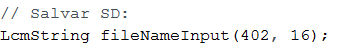 // Salvar SD:
LcmString fileNameInput(402, 16);